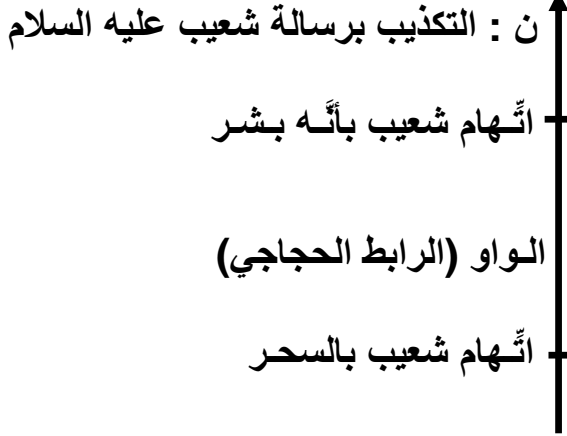 ن : التكذيب برسالة شعيب عليه السلام
اتِّـهام شعيب بأنَّـه بـشـر
الـواو (الرابط الحجاجي)
اتِّـهام شعيب بالسحـر